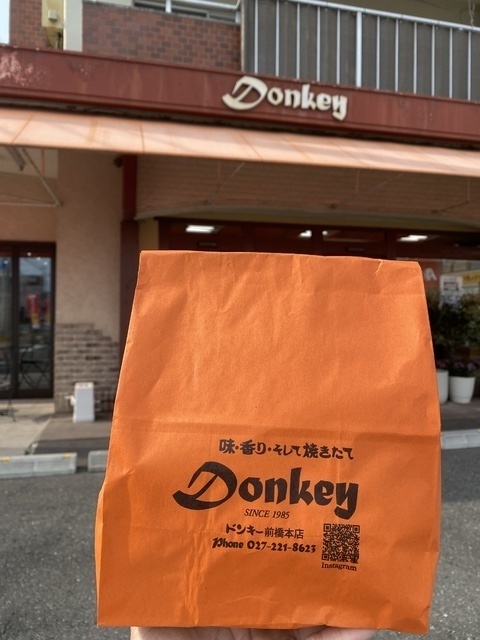 Donkey
味・香り・そして焼きたて
Donkey
SINCE 1985
ドンキー前橋本店
Phone 027-221-8623
Instagram